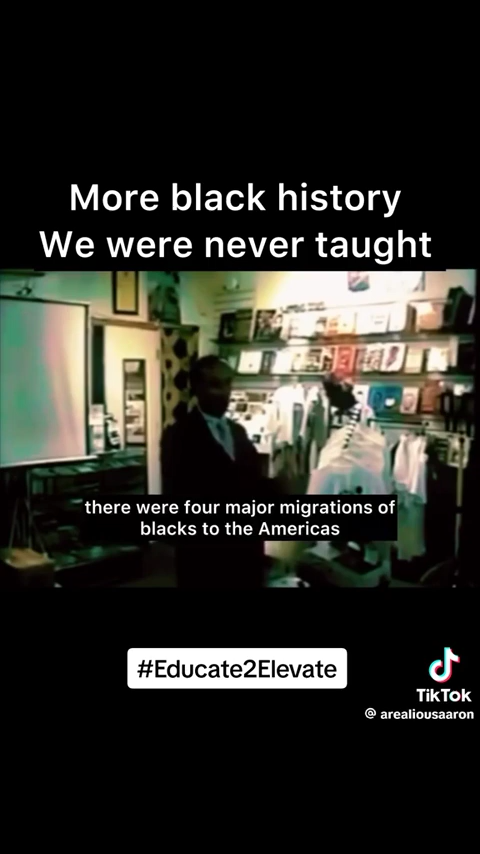 More black history
We were never taught
there were four major migrations of
blacks to the Americas
#Educate2Elevate
TikTok
@ arealiousaaron